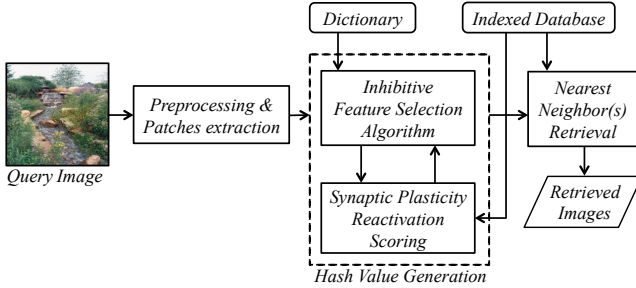 Dictionary
Indexed Database
Query Image
Preprocessing &
Patches extraction
Inhibitive
Feature Selection
Algorithm
Synaptic Plasticity
Reactivation
Scoring
Hash Value Generation
Nearest
Neighbor(s)
Retrieval
Retrieved
Images